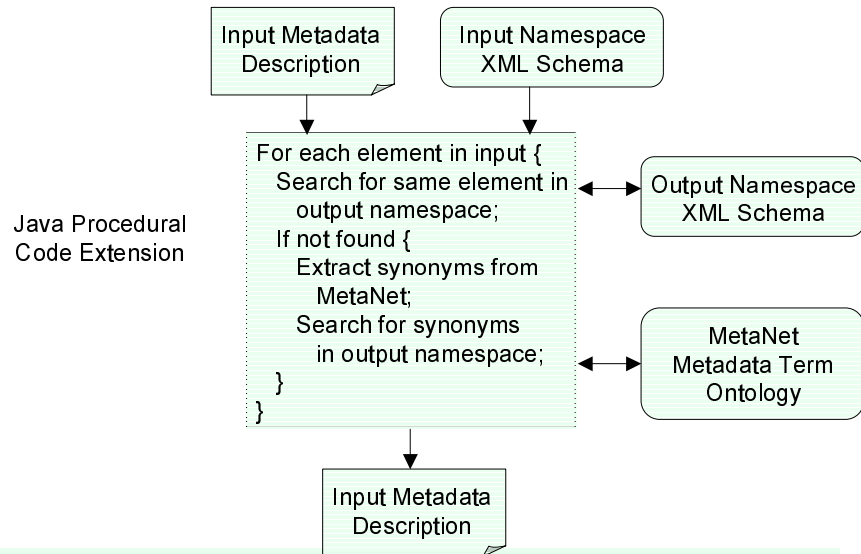 Input Metadata
Description
Input Namespace
XML Schema
For each element in input {
Search for same element in
output namespace;
If not found {
Extract synonyms from
MetaNet;
Search for synonyms
in output namespace;
}
}
Java Procedural
Code Extension
Output Namespace
XML Schema
MetaNet
Metadata Term
Ontology
Input Metadata
Description